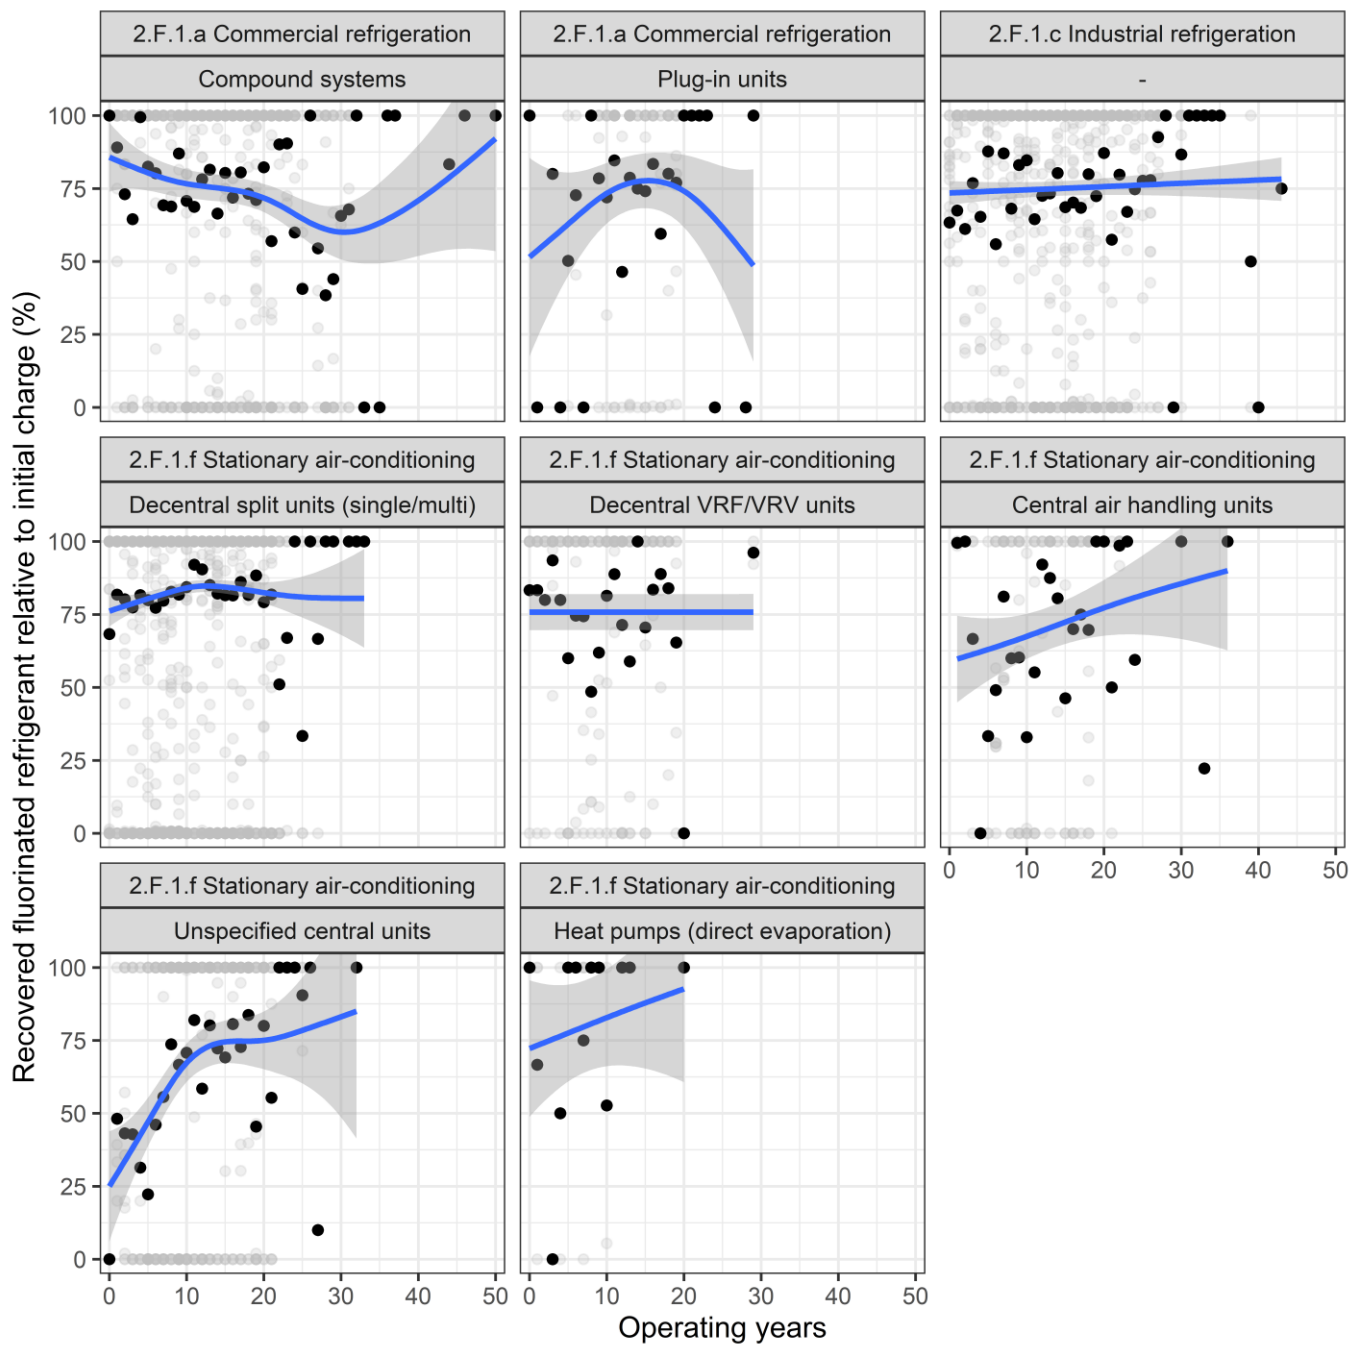 2.F.1.a Commercial refrigeration
Compound systems
2.F.1.a Commercial refrigeration
Plug-in units
2.F.1.c Industrial refrigeration
-
100
75
50
25
0
2.F.1.f Stationary air-conditioning
Decentral split units (single/multi)
2.F.1.f Stationary air-conditioning
Decentral VRF/VRV units
2.F.1.f Stationary air-conditioning
Central air handling units
100
75
50
25
0
0 10 20 30 40 50
2.F.1.f Stationary air-conditioning
Unspecified central units
2.F.1.f Stationary air-conditioning
Heat pumps (direct evaporation)
100
75
50
25
0
0 10 20 30 40 50
0 10 20 30 40 50
Operating years
Recovered fluorinated refrigerant relative to initial charge (%)